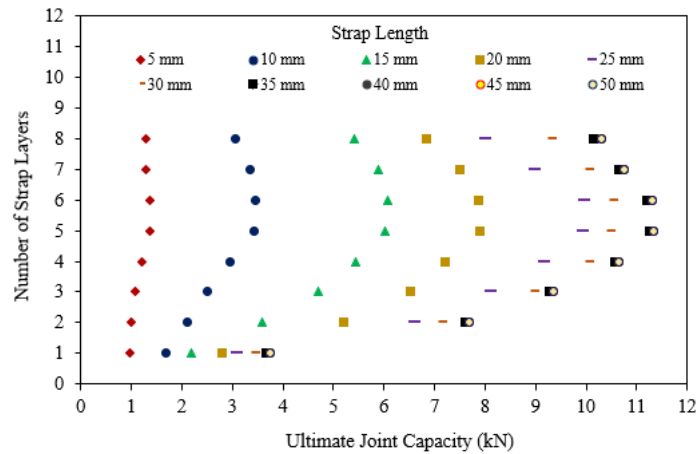 12
11
10
9
8
7
6
5
4
3
2
1
0
Number of Strap Layers
Strap Length
5 mm 10 mm 15 mm 20 mm 25 mm
30 mm 35 mm 40 mm 45 mm 50 mm
0 1 2 3 4 5 6 7 8 9 10 11 12
Ultimate Joint Capacity (kN)